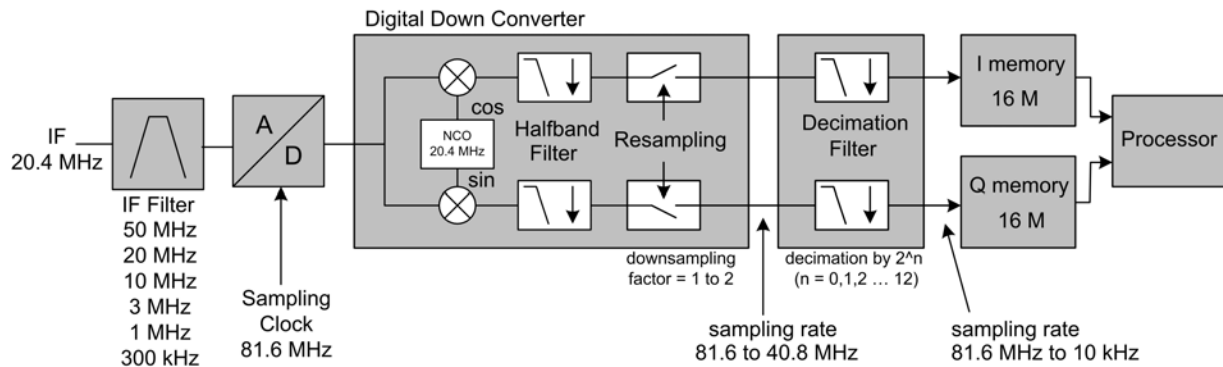 Digital Down Converter
IF
20.4 MHz
IF Filter
50 MHz
20 MHz
10 MHz
3 MHz
1 MHz
300 kHz
A
D
Sampling
Clock
81.6 MHz
cos
NCO
20.4 MHz
sin
Halfband
Filter
Resampling
downsampling
factor = 1 to 2
sampling rate
81.6 to 40.8 MHz
Decimation
Filter
decimation by 2^n
(n = 0,1,2 ... 12)
sampling rate
81.6 MHz to 10 kHz
I memory
16 M
Q memory
16 M
Processor